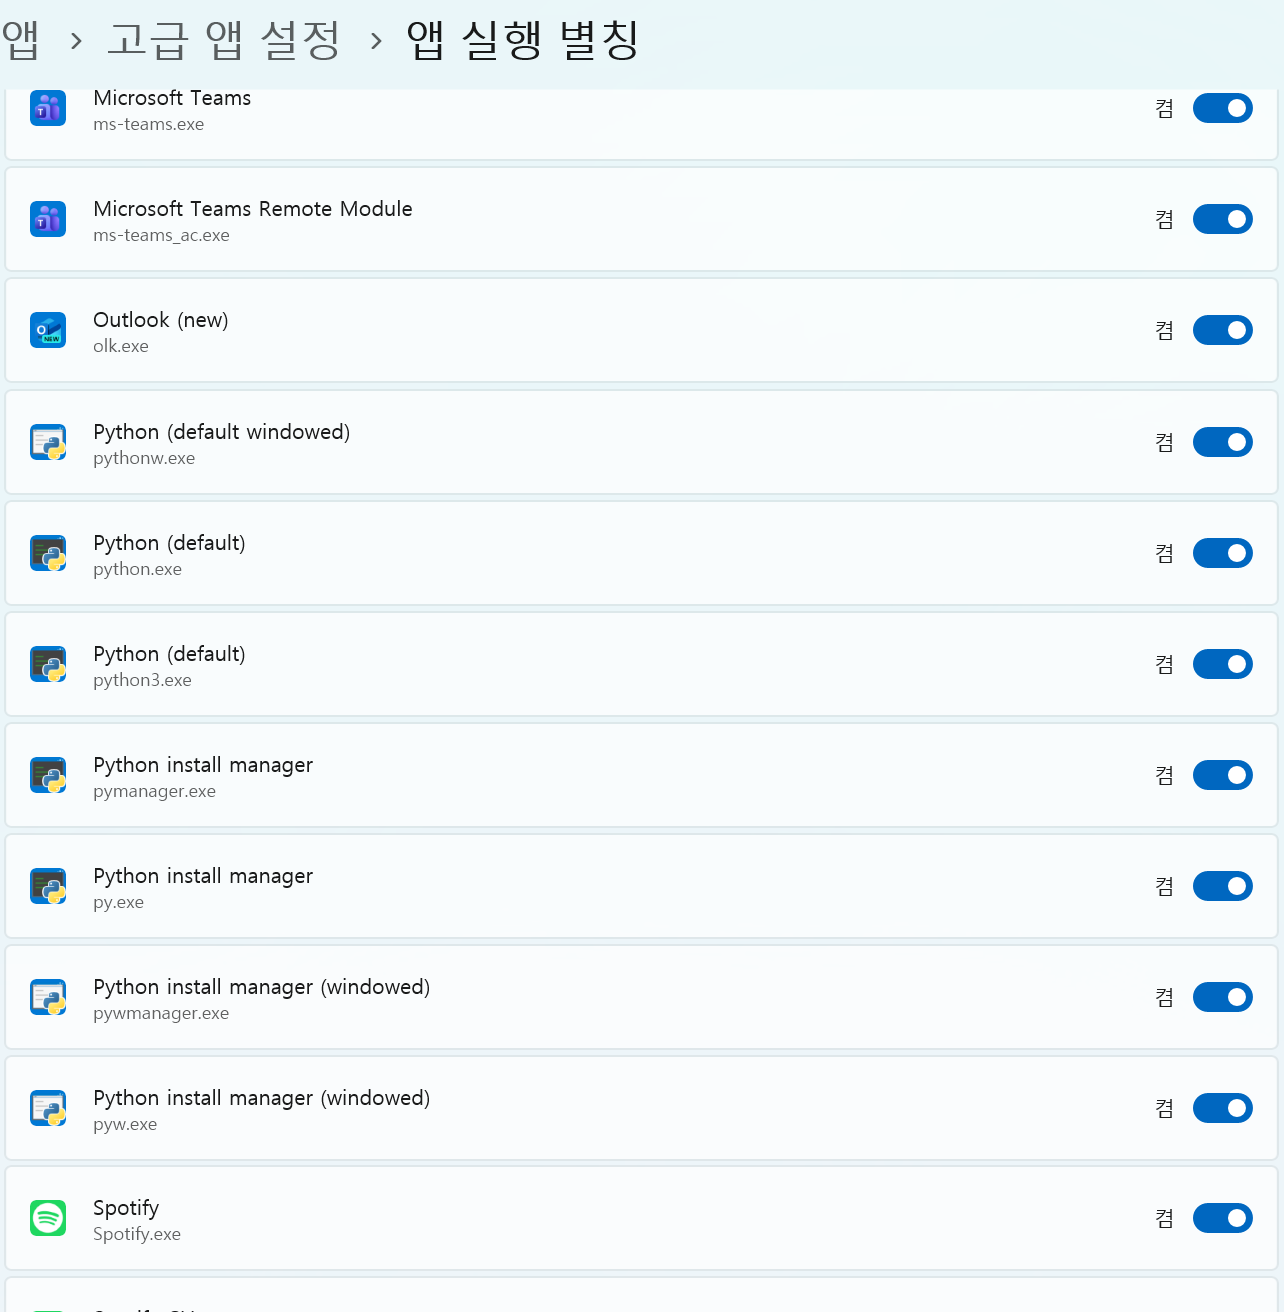 앱 > 고급 앱 설정 > 앱 실행 별칭
Microsoft Teams
ms-teams.exe
켬
Microsoft Teams Remote Module
ms-teams_ac.exe
켬
Outlook (new)
olk.exe
켬
Python (default windowed)
pythonw.exe
켬
Python (default)
python.exe
켬
Python (default)
python3.exe
켬
Python install manager
pymanager.exe
켬
Python install manager
py.exe
켬
Python install manager (windowed)
pywmanager.exe
켬
Python install manager (windowed)
pyw.exe
켬
Spotify
Spotify.exe
켬